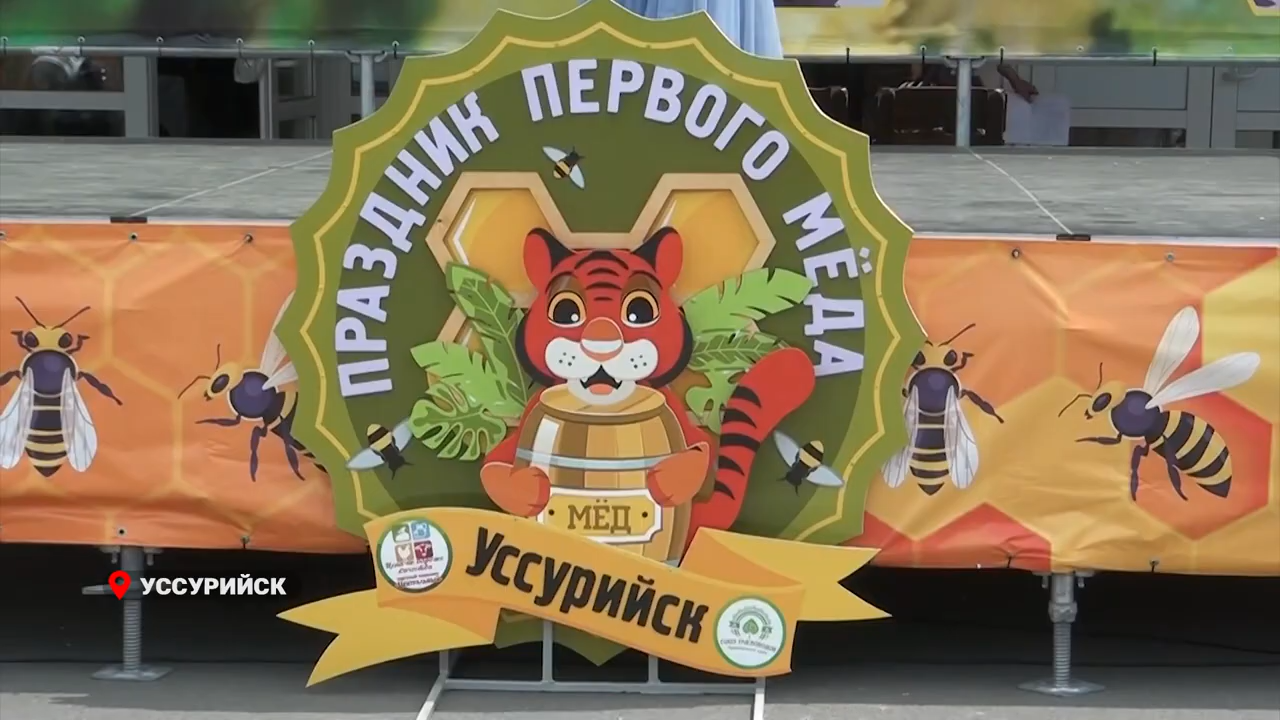 ПРАЗДНИК ПЕРВОГО МЁДА
МЁД
УССУРИЙСК
УССУРИЙСК